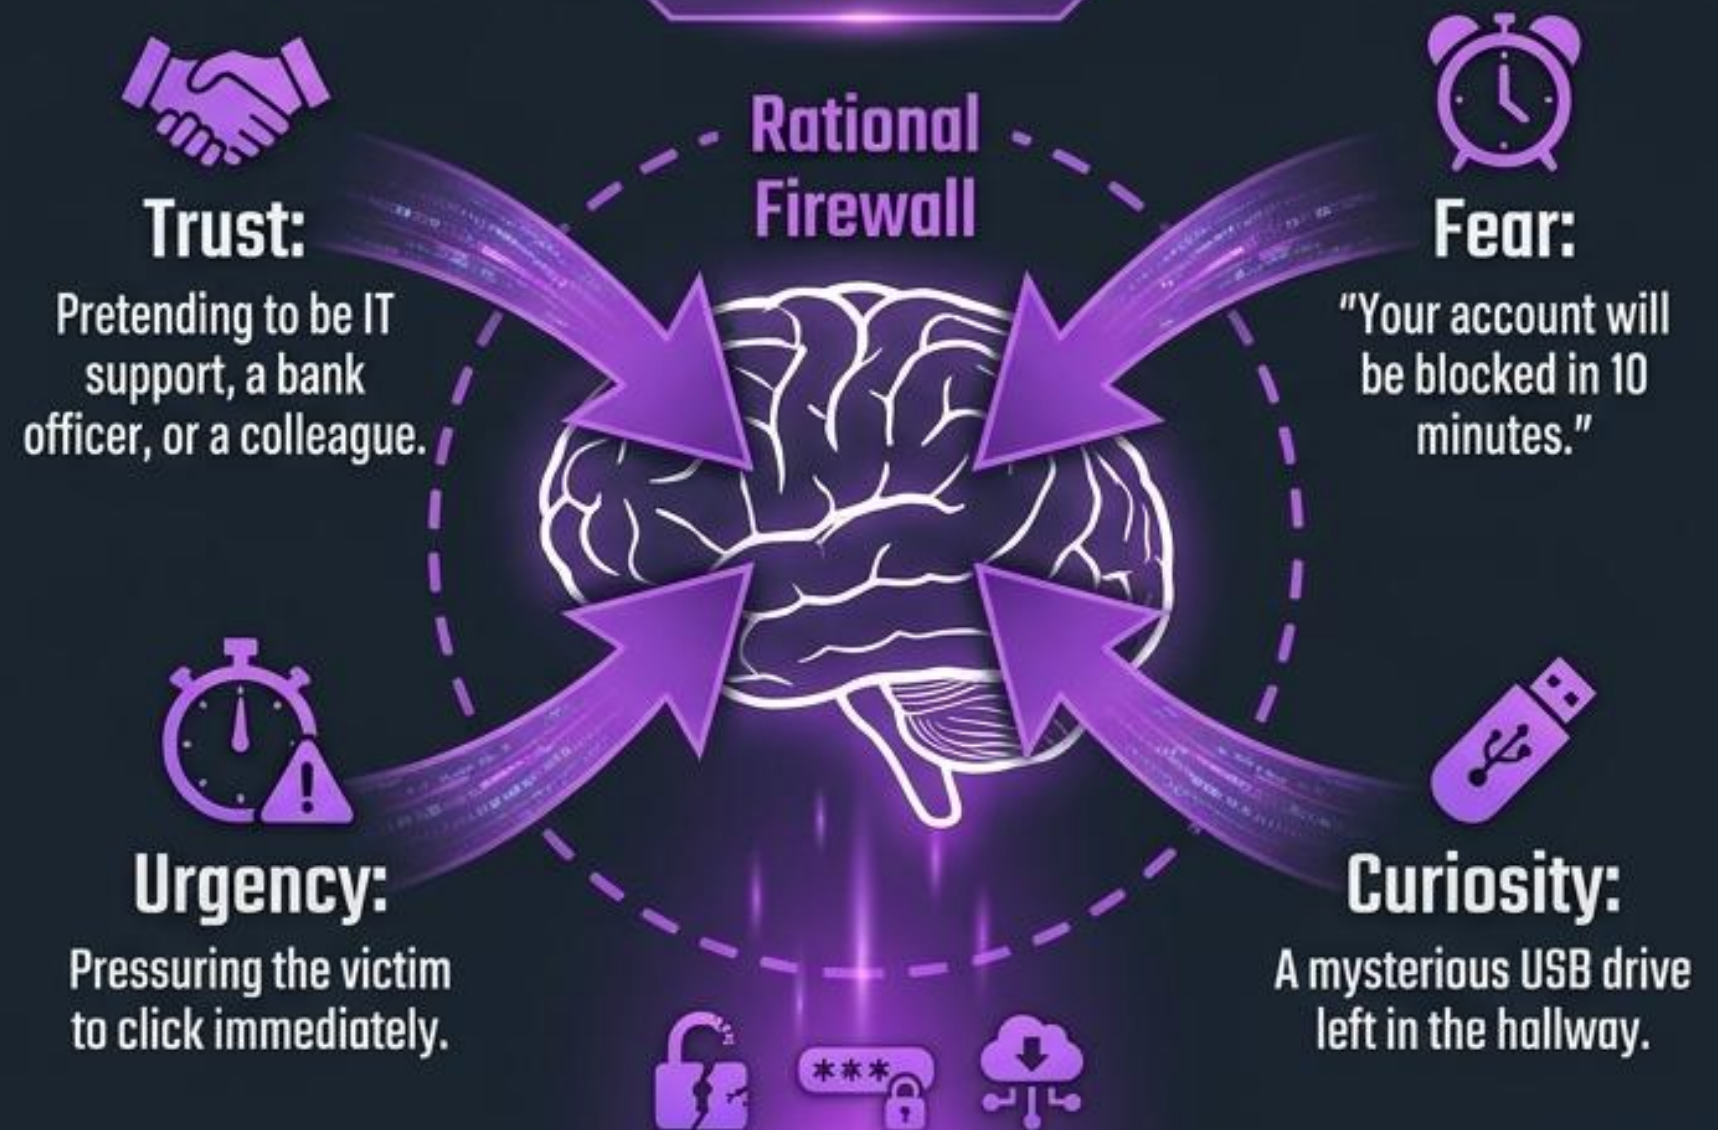 Rational
Firewall
Trust:
Pretending to be IT
support, a bank
officer, or a colleague.
Fear:
"Your account will
be blocked in 10
minutes."
Urgency:
Pressuring the victim
to click immediately.
Curiosity:
A mysterious USB drive
left in the hallway.
***